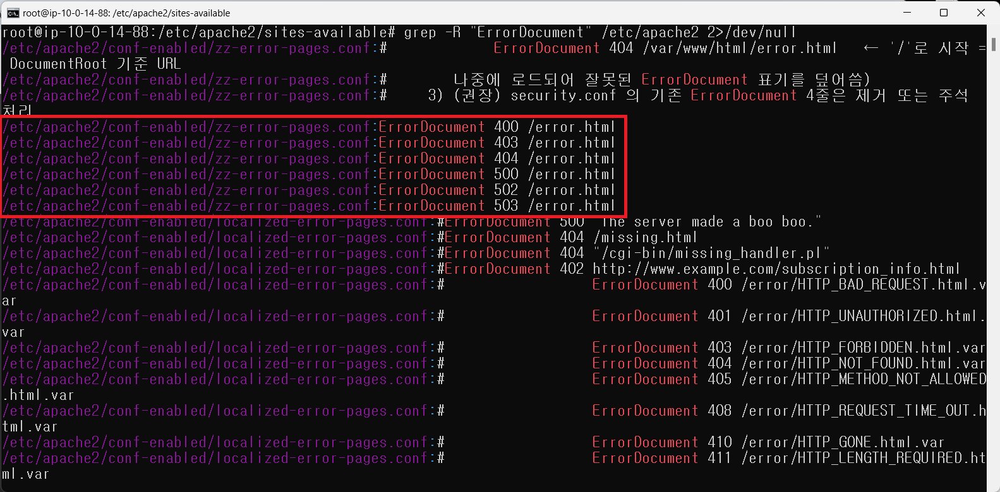 root@ip-10-0-14-88: /etc/apache2/sites-available
root@ip-10-0-14-88:/etc/apache2/sites-available# grep -R "ErrorDocument" /etc/apache2 2>/dev/null
/etc/apache2/conf-enabled/zz-error-pages.conf:#             ErrorDocument 404 /var/www/html/error.html   ← '/'로 시작 =
 DocumentRoot 기준 URL
/etc/apache2/conf-enabled/zz-error-pages.conf:#        나중에 로드되어 잘못된 ErrorDocument 표기를 덮어씀)
/etc/apache2/conf-enabled/zz-error-pages.conf:#     3) (권장) security.conf 의 기존 ErrorDocument 4줄은 제거 또는 주석
처리
/etc/apache2/conf-enabled/zz-error-pages.conf:ErrorDocument 400 /error.html
/etc/apache2/conf-enabled/zz-error-pages.conf:ErrorDocument 403 /error.html
/etc/apache2/conf-enabled/zz-error-pages.conf:ErrorDocument 404 /error.html
/etc/apache2/conf-enabled/zz-error-pages.conf:ErrorDocument 500 /error.html
/etc/apache2/conf-enabled/zz-error-pages.conf:ErrorDocument 502 /error.html
/etc/apache2/conf-enabled/zz-error-pages.conf:ErrorDocument 503 /error.html
/etc/apache2/conf-enabled/localized-error-pages.conf:#ErrorDocument 500 "The server made a boo boo."
/etc/apache2/conf-enabled/localized-error-pages.conf:#ErrorDocument 404 /missing.html
/etc/apache2/conf-enabled/localized-error-pages.conf:#ErrorDocument 404 "/cgi-bin/missing_handler.pl"
/etc/apache2/conf-enabled/localized-error-pages.conf:#ErrorDocument 402 http://www.example.com/subscription_info.html
/etc/apache2/conf-enabled/localized-error-pages.conf:#                  ErrorDocument 400 /error/HTTP_BAD_REQUEST.html.v
ar
/etc/apache2/conf-enabled/localized-error-pages.conf:#                  ErrorDocument 401 /error/HTTP_UNAUTHORIZED.html.
var
/etc/apache2/conf-enabled/localized-error-pages.conf:#                  ErrorDocument 403 /error/HTTP_FORBIDDEN.html.var
/etc/apache2/conf-enabled/localized-error-pages.conf:#                  ErrorDocument 404 /error/HTTP_NOT_FOUND.html.var
/etc/apache2/conf-enabled/localized-error-pages.conf:#                  ErrorDocument 405 /error/HTTP_METHOD_NOT_ALLOWED
.html.var
/etc/apache2/conf-enabled/localized-error-pages.conf:#                  ErrorDocument 408 /error/HTTP_REQUEST_TIME_OUT.h
tml.var
/etc/apache2/conf-enabled/localized-error-pages.conf:#                  ErrorDocument 410 /error/HTTP_GONE.html.var
/etc/apache2/conf-enabled/localized-error-pages.conf:#                  ErrorDocument 411 /error/HTTP_LENGTH_REQUIRED.ht
ml.var